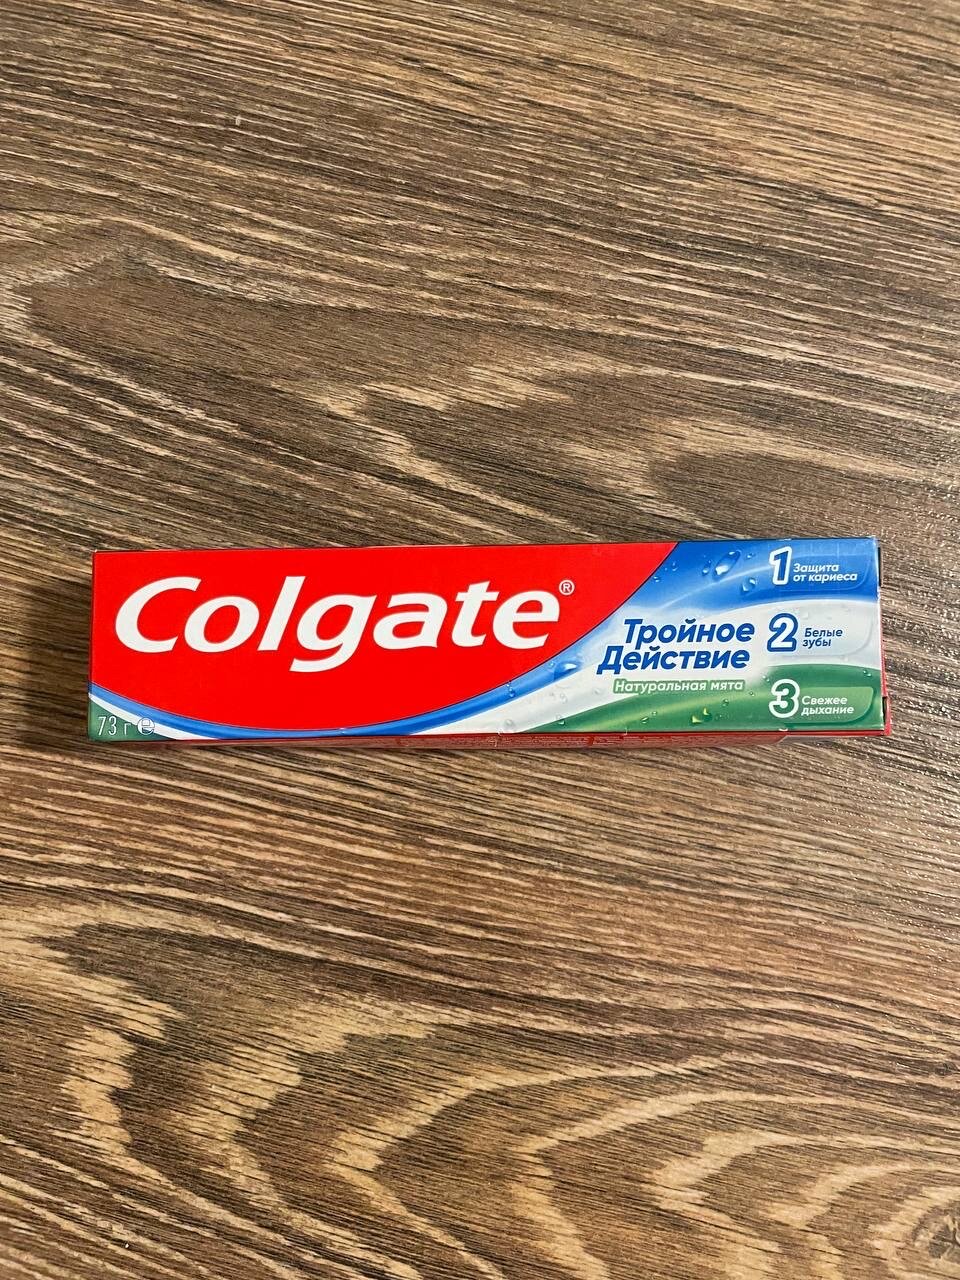 Colgate®
Тройное
Действие
Натуральная мята
1 Защита
от кариеса
2 Белые
зубы
3 Свежее
дыхание
73 г ℮